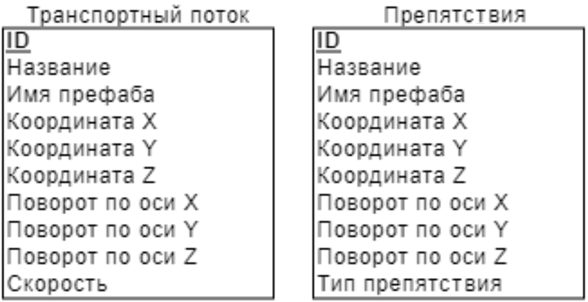 Транспортный поток
ID
Название
Имя префаба
Координата X
Координата Y
Координата Z
Поворот по оси X
Поворот по оси Y
Поворот по оси Z
Скорость
Препятствия
ID
Название
Имя префаба
Координата X
Координата Y
Координата Z
Поворот по оси X
Поворот по оси Y
Поворот по оси Z
Тип препятствия